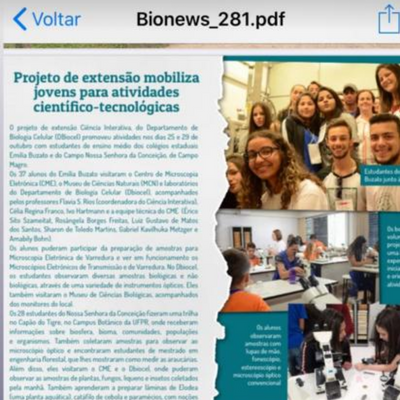 Voltar
Bionews_281.pdf
Projeto de extensão mobiliza
jovens para atividades
científico-tecnológicas
O projeto de extensão Ciência Interativa, do Departamento de
Biologia Celular (DBiocel) promoveu atividades nos dias 25 e 29 de
outubro com estudantes de ensino médio dos colégios estaduais
Emilia Buzato e do Campo Nossa Senhora da Conceição, de Campo
Magro.
Os 37 alunos do Emilia Buzato visitaram o Centro de Microscopia
Eletrônica (CME), o Museu de Ciências Naturais (MCN) e laboratórios
do Departamento de Biologia Celular (Dbiocel), acompanhados
pelos professores Flavia S. Rios (coordenadora do Ciência Interativa),
Célia Regina Franco, Ivo Hartmann e a equipe técnica do CME (Érico
Sito Szameitat, Rosângela Borges Freitas, Luiz Gustavo de Matos
dos Santos, Sharon de Toledo Martins, Gabriel Kavilhuka Metzger e
Amabily Bohn).
Os alunos puderam participar da preparação de amostras para
Microscopia Eletrônica de Varredura e ver em funcionamento os
Microscópios Eletrônicos de Transmissão e de Varredura. No Dbiocel,
os estudantes observaram diversas amostras biológicas e não
biológicas, através de uma variedade de instrumentos ópticos. Eles
também visitaram o Museu de Ciências Biológicas, acompanhados
dos monitores do local.
Os 28 estudantes do Nossa Senhora da Conceição fizeram uma trilha
no Capão do Tigre, no Campus Botânico da UFPR, onde receberam
informações sobre biosfera, bioma, comunidades, populações
e organismos. Também coletaram amostras para observar ao
microscópio óptico e encontraram estudantes de mestrado em
engenharia florestal, que lhes mostraram como medir as araucárias.
Além disso, eles visitaram o CME e o Dbiocel, onde puderam
observar as amostras de plantas, fungos, líquens e insetos coletados
pela manhã. Também aprenderam a preparar lâminas de Elodea
(uma planta aquática), catáfilo de cebola e paramécios, com noções
Estudantes do
Buzato junto
Os alunos
observaram
amostras com
lupas de mão,
fonescópio,
estereoscópio e
microscópio óptico
convencional